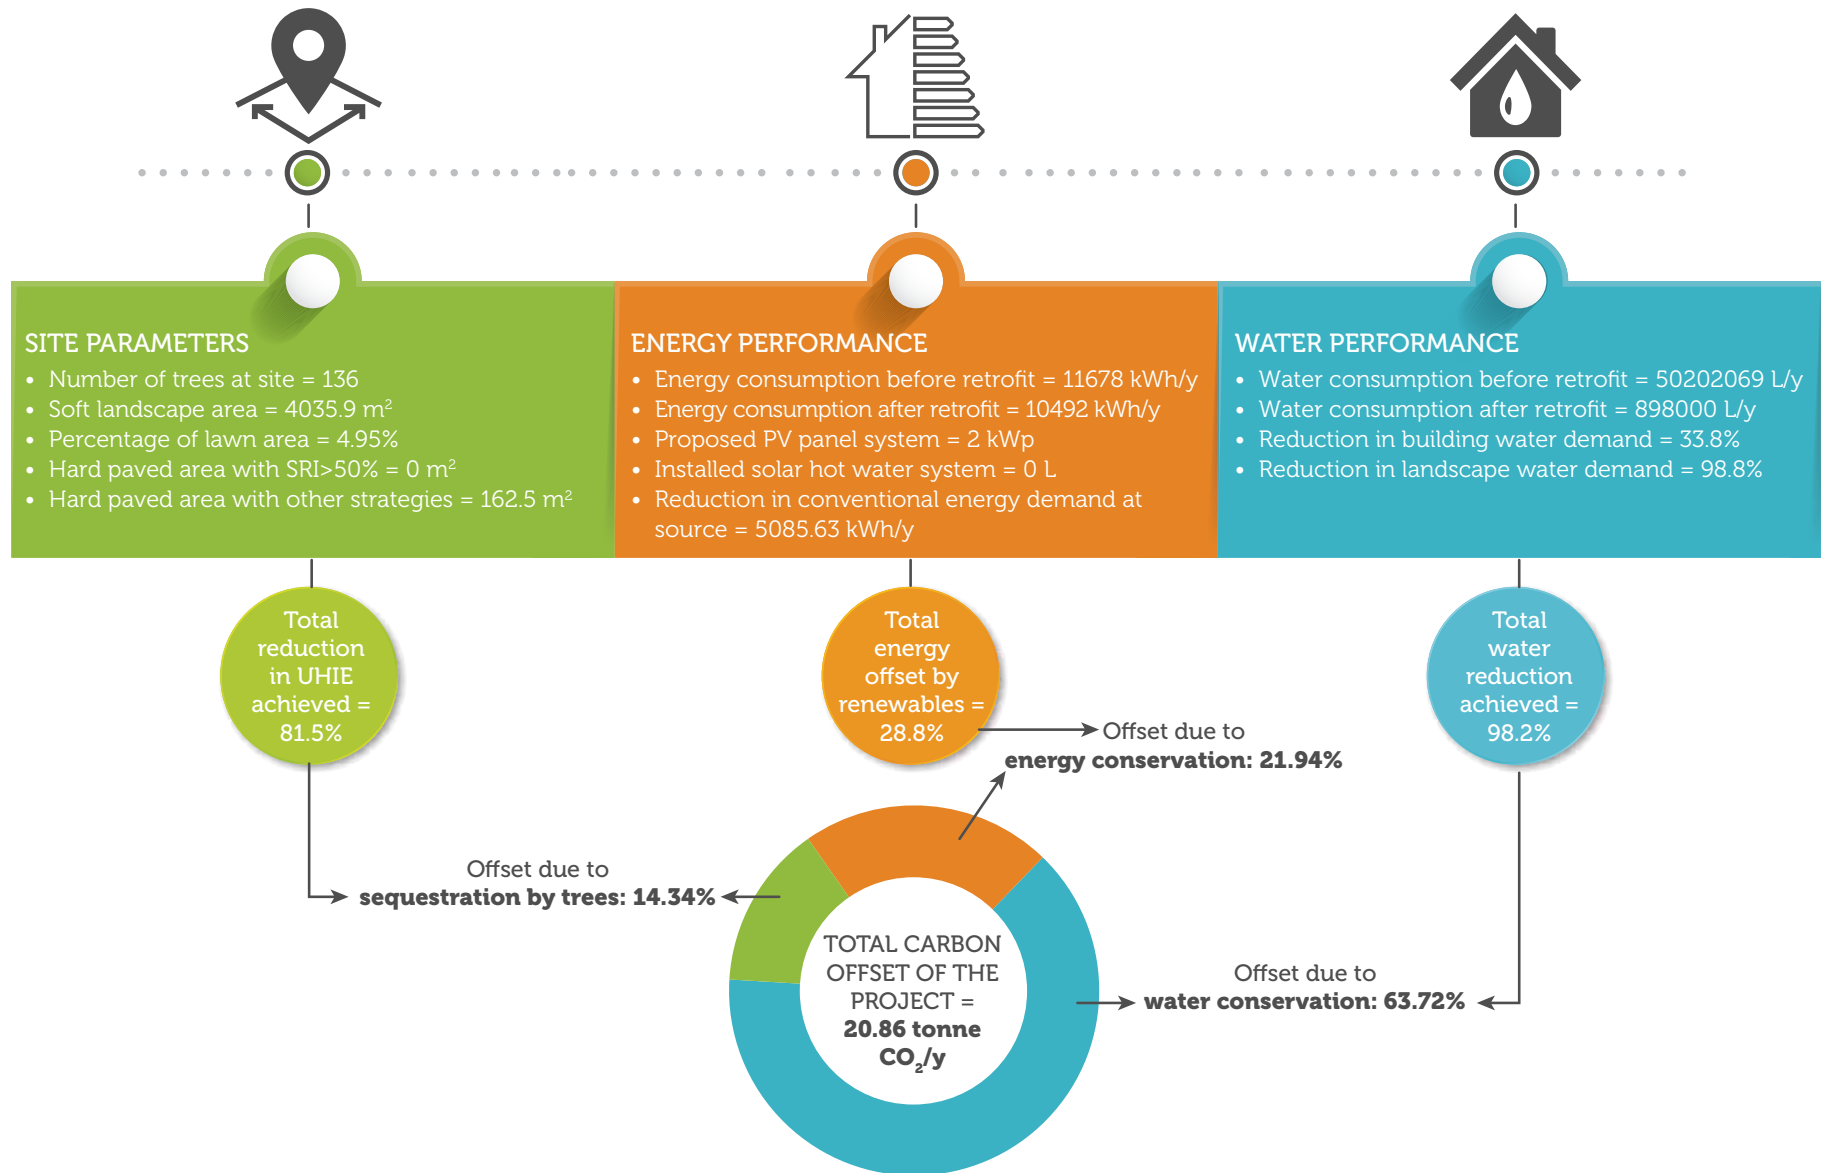 SITE PARAMETERS
• Number of trees at site = 136
• Soft landscape area = 4035.9 m²
• Percentage of lawn area = 4.95%
• Hard paved area with SRI>50% = 0 m²
• Hard paved area with other strategies = 162.5 m²
ENERGY PERFORMANCE
• Energy consumption before retrofit = 11678 kWh/y
• Energy consumption after retrofit = 10492 kWh/y
• Proposed PV panel system = 2 kWp
• Installed solar hot water system = 0 L
• Reduction in conventional energy demand at
source = 5085.63 kWh/y
WATER PERFORMANCE
• Water consumption before retrofit = 50202069 L/y
• Water consumption after retrofit = 898000 L/y
• Reduction in building water demand = 33.8%
• Reduction in landscape water demand = 98.8%
Total
reduction
in UHIE
achieved =
81.5%
Total
energy
offset by
renewables =
28.8%
Total
water
reduction
achieved =
98.2%
Offset due to
energy conservation: 21.94%
Offset due to
sequestration by trees: 14.34%
TOTAL CARBON
OFFSET OF THE
PROJECT =
20.86 tonne
CO₂/y
Offset due to
water conservation: 63.72%